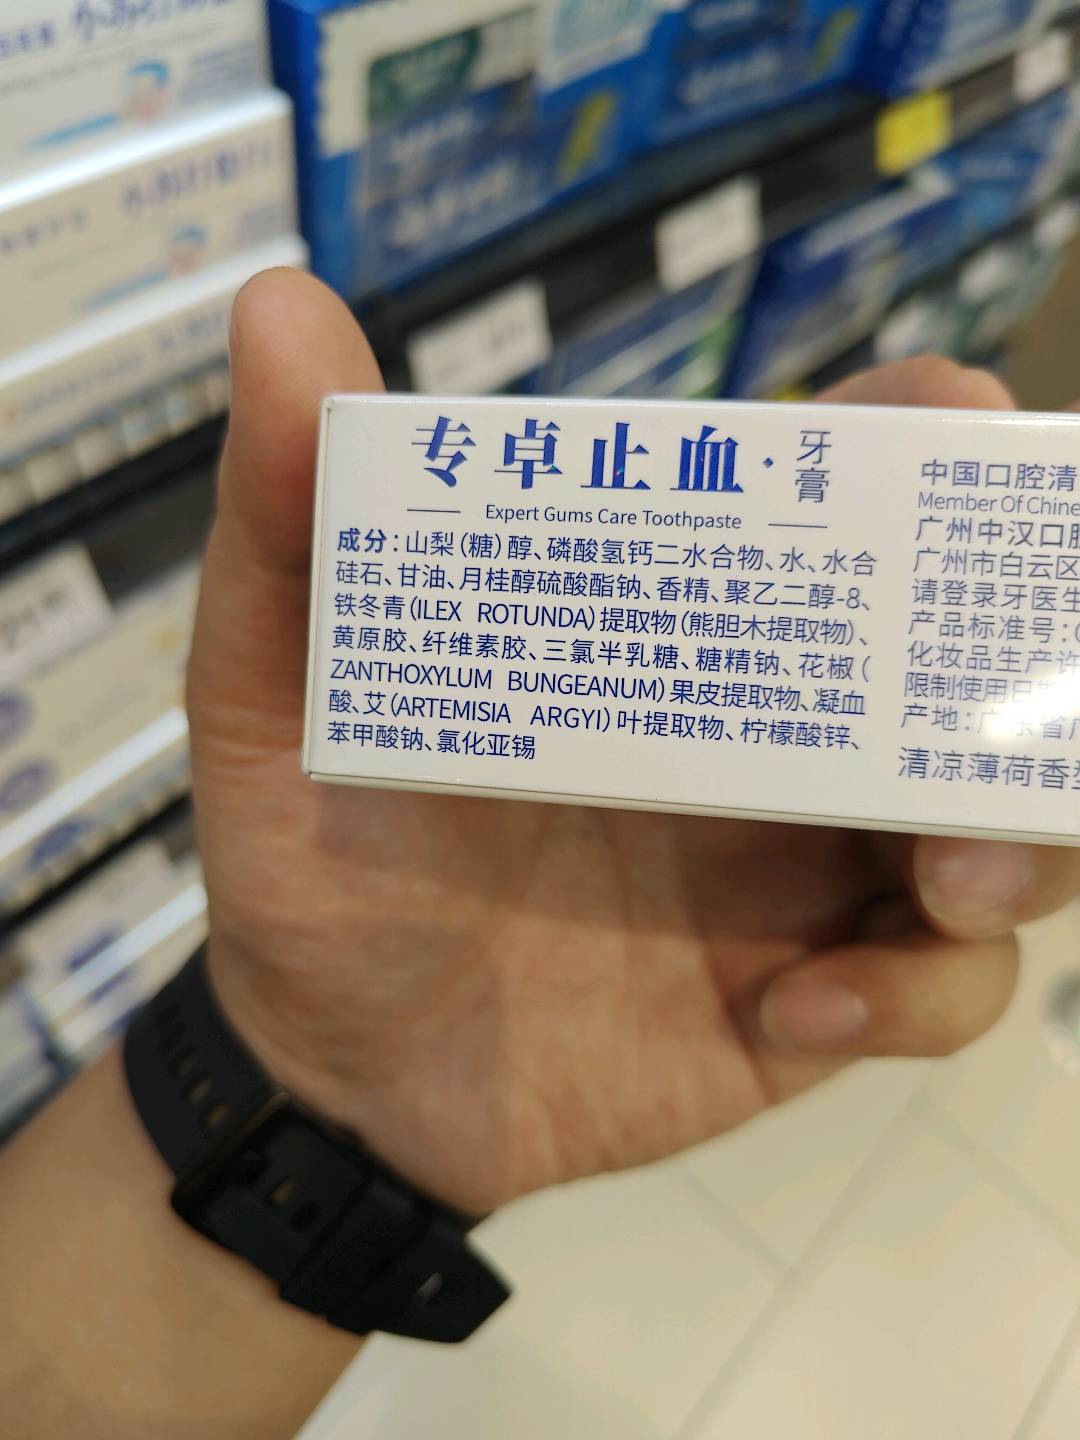 专卓止血·牙膏
Expert Gums Care Toothpaste
成分：山梨（糖）醇、磷酸氢钙二水合物、水、水合
硅石、甘油、月桂醇硫酸酯钠、香精、聚乙二醇-8、
铁冬青（ILEX ROTUNDA）提取物（熊胆木提取物）、
黄原胶、纤维素胶、三氯半乳糖、糖精钠、花椒（
ZANTHOXYLUM BUNGEANUM）果皮提取物、凝血
酸、艾（ARTEMISIA ARGYI）叶提取物、柠檬酸锌、
苯甲酸钠、氯化亚锡
中国口腔清
Member Of Chine
广州中汉口腔
广州市白云区
请登录牙医生
产品标准号：
化妆品生产许
限制使用日期
产地：广东省广
清凉薄荷香型